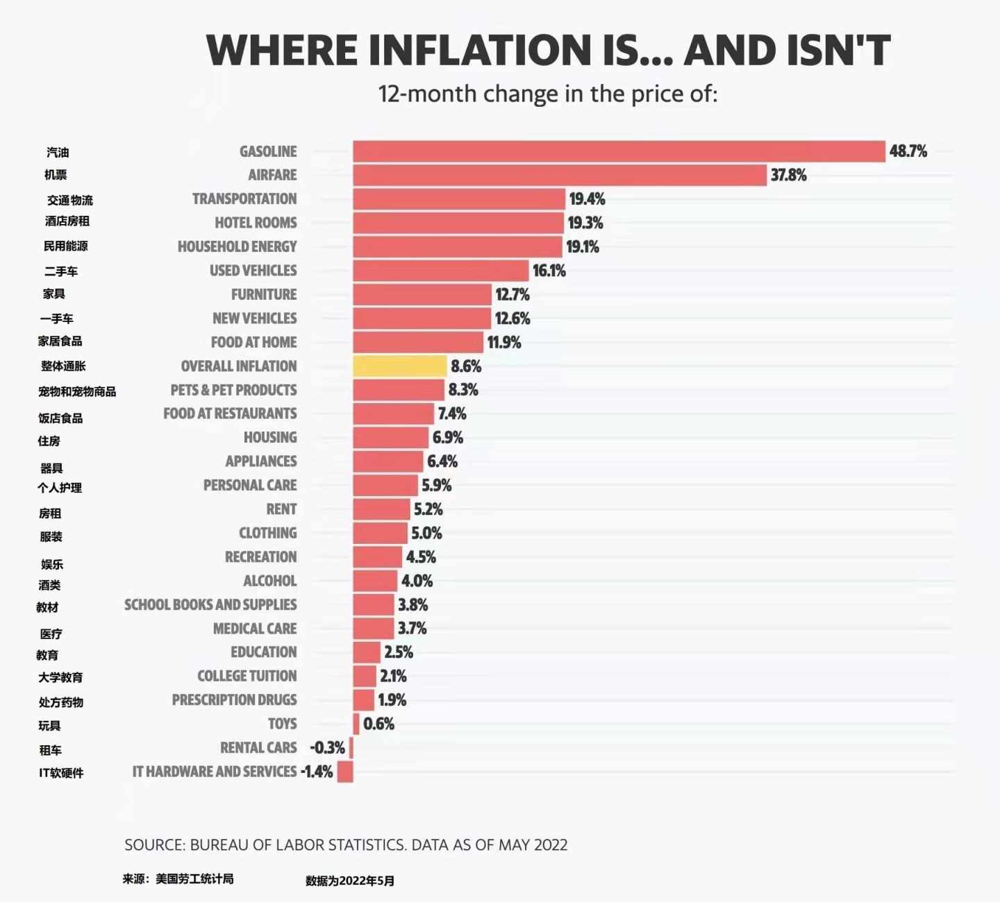 WHERE INFLATION IS... AND ISN'T
12-month change in the price of:
汽油 GASOLINE 48.7%
机票 AIRFARE 37.8%
交通物流 TRANSPORTATION 19.4%
酒店房租 HOTEL ROOMS 19.3%
民用能源 HOUSEHOLD ENERGY 19.1%
二手车 USED VEHICLES 16.1%
家具 FURNITURE 12.7%
一手车 NEW VEHICLES 12.6%
家居食品 FOOD AT HOME 11.9%
整体通胀 OVERALL INFLATION 8.6%
宠物和宠物商品 PETS & PET PRODUCTS 8.3%
饭店食品 FOOD AT RESTAURANTS 7.4%
住房 HOUSING 6.9%
器具 APPLIANCES 6.4%
个人护理 PERSONAL CARE 5.9%
房租 RENT 5.2%
服装 CLOTHING 5.0%
娱乐 RECREATION 4.5%
酒类 ALCOHOL 4.0%
教材 SCHOOL BOOKS AND SUPPLIES 3.8%
医疗 MEDICAL CARE 3.7%
教育 EDUCATION 2.5%
大学教育 COLLEGE TUITION 2.1%
处方药物 PRESCRIPTION DRUGS 1.9%
玩具 TOYS 0.6%
租车 RENTAL CARS -0.3%
IT软硬件 IT HARDWARE AND SERVICES -1.4%
SOURCE: BUREAU OF LABOR STATISTICS. DATA AS OF MAY 2022
来源：美国劳工统计局 数据为2022年5月